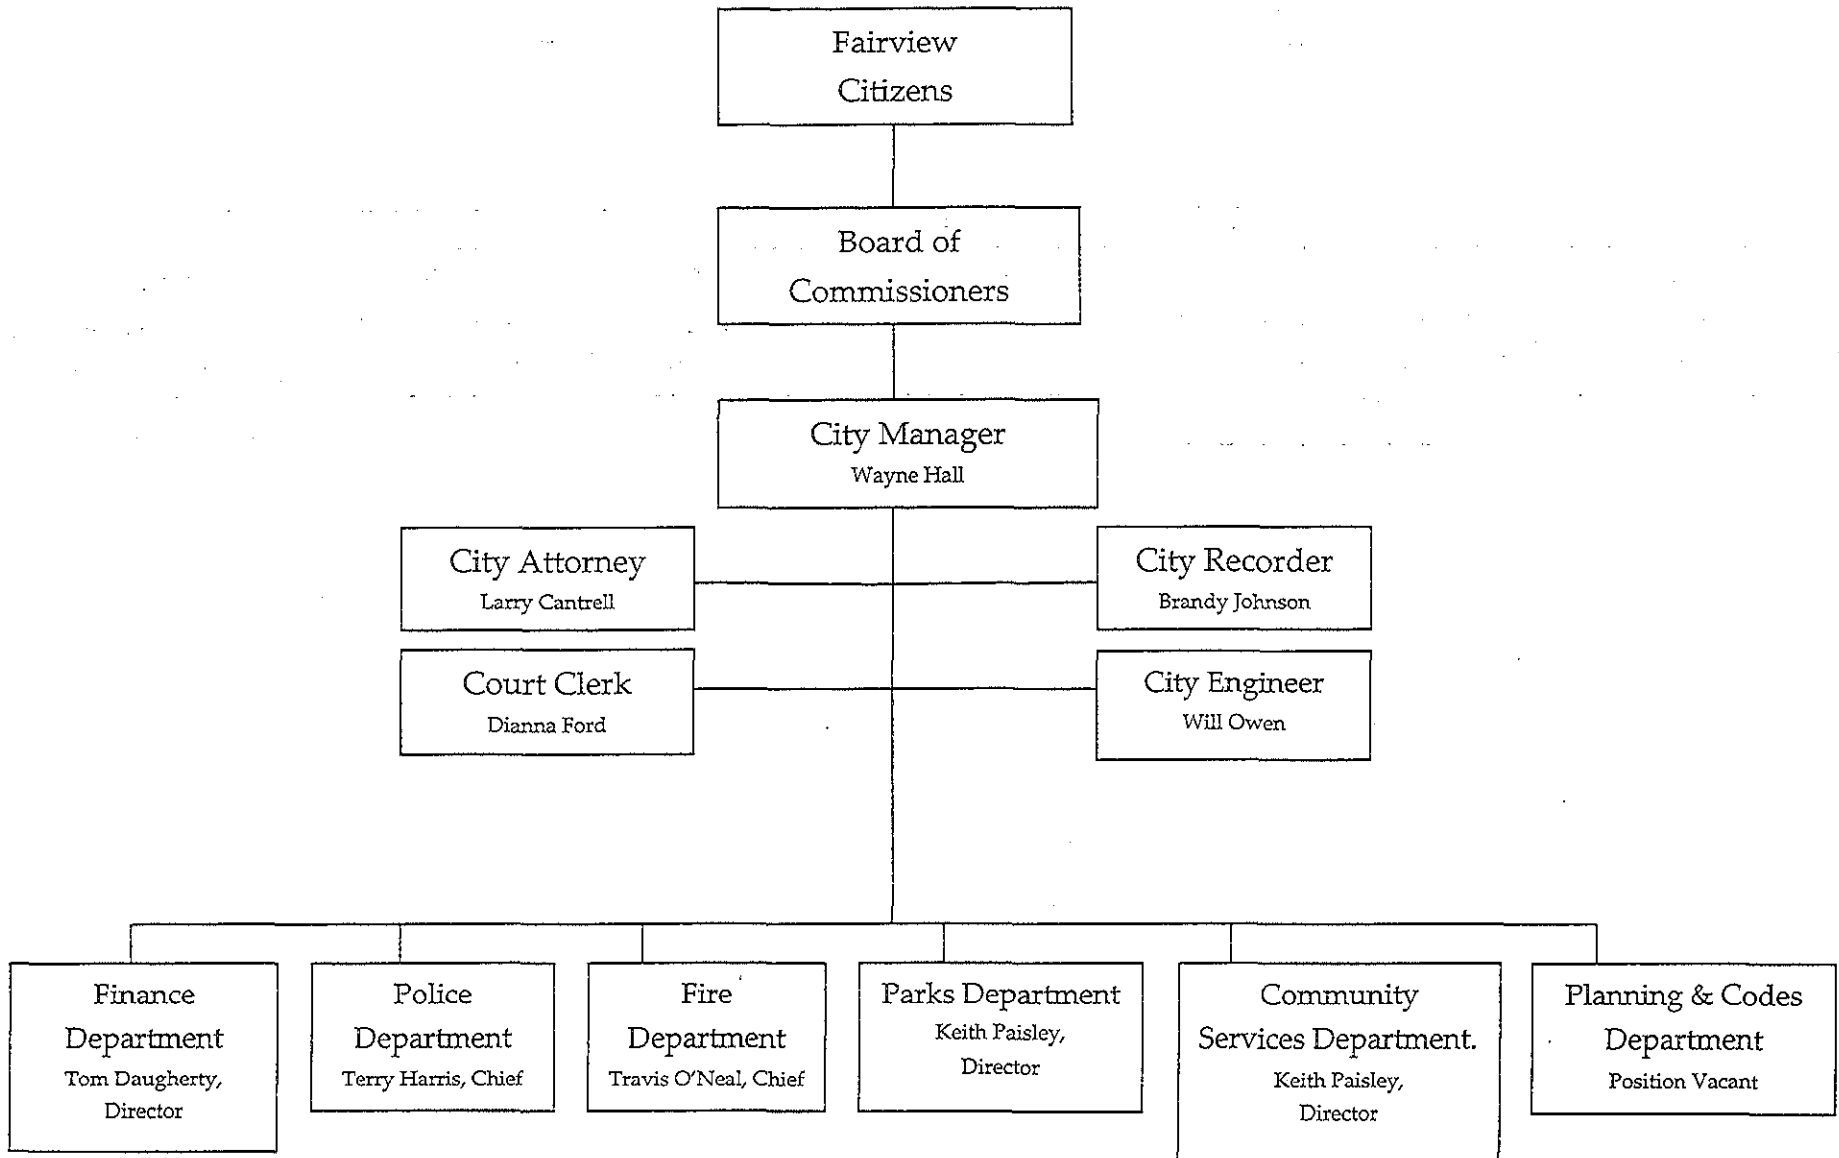 Fairview
Citizens
Board of
Commissioners
City Manager
Wayne Hall
City Attorney
Larry Cantrell
City Recorder
Brandy Johnson
Court Clerk
Dianna Ford
City Engineer
Will Owen
Finance
Department
Tom Daugherty,
Director
Police
Department
Terry Harris, Chief
Fire
Department
Travis O'Neal, Chief
Parks Department
Keith Paisley,
Director
Community
Services Department.
Keith Paisley,
Director
Planning & Codes
Department
Position Vacant